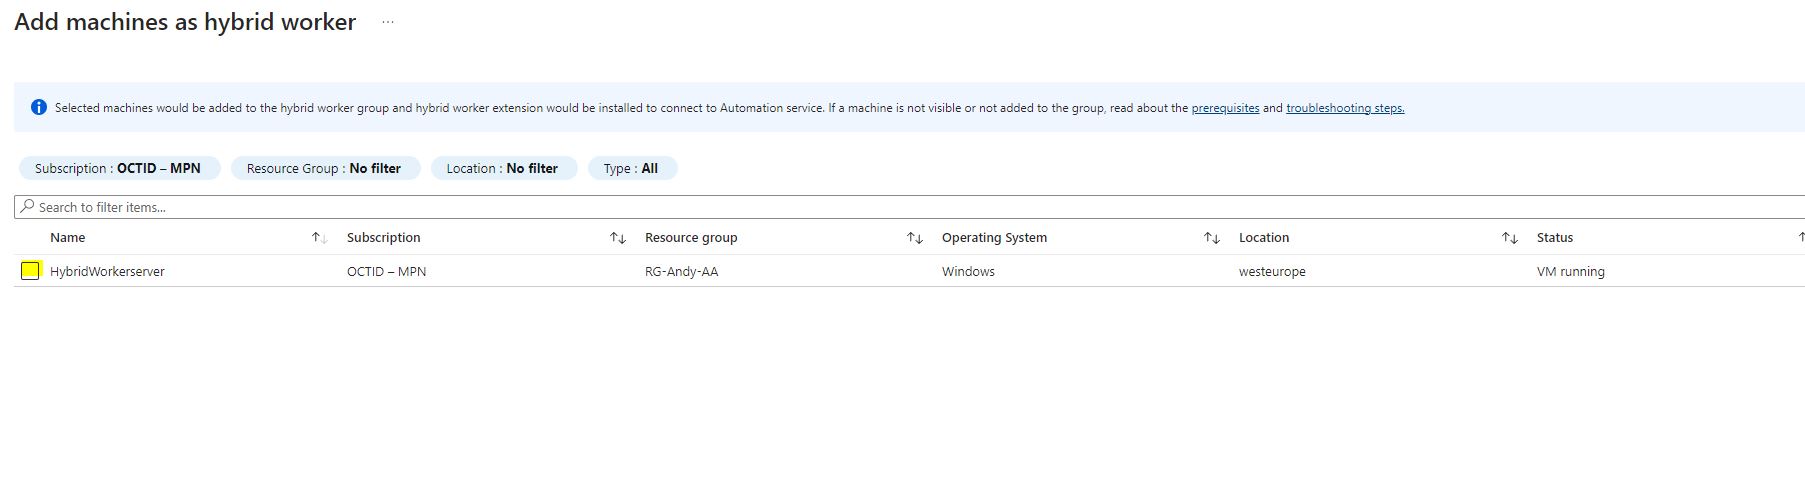 Add machines as hybrid worker ...
Selected machines would be added to the hybrid worker group and hybrid worker extension would be installed to connect to Automation service. If a machine is not visible or not added to the group, read about the prerequisites and troubleshooting steps.
Subscription : OCTID – MPN Resource Group : No filter Location : No filter Type : All
Search to filter items...
Name Subscription Resource group Operating System Location Status
HybridWorkerserver OCTID – MPN RG-Andy-AA Windows westeurope VM running